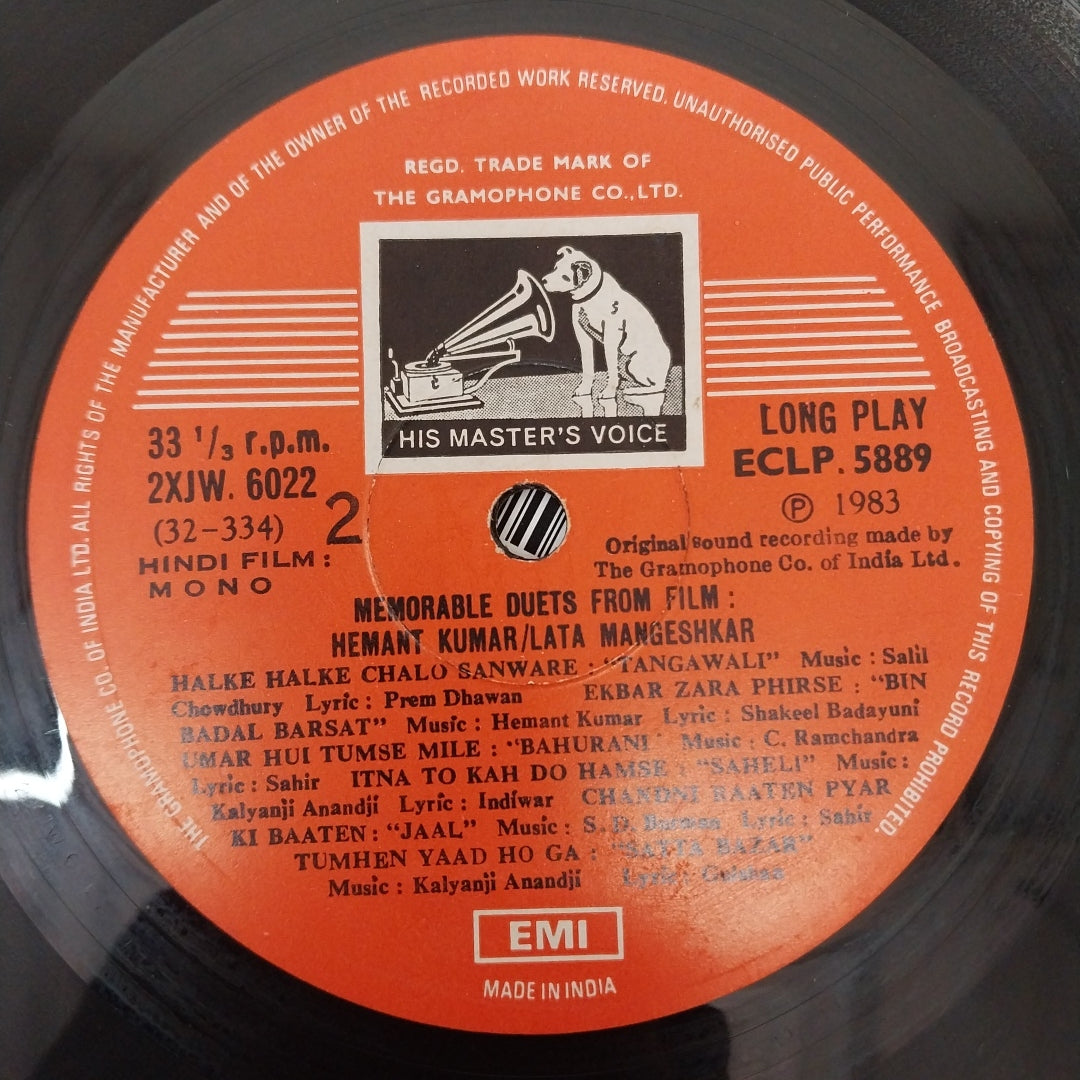 THE GRAMOPHONE CO. OF INDIA LTD. ALL RIGHTS OF THE MANUFACTURER AND OF THE OWNER OF THE RECORDED WORK RESERVED. UNAUTHORISED PUBLIC PERFORMANCE BROADCASTING AND COPYING OF THIS RECORD PROHIBITED.
REGD. TRADE MARK OF
THE GRAMOPHONE CO., LTD.
HIS MASTER'S VOICE
33 1/3 r.p.m.
2XJW. 6022
(32-334) 2
HINDI FILM:
MONO
LONG PLAY
ECLP. 5889
Ⓟ 1983
Original sound recording made by
The Gramophone Co. of India Ltd.
MEMORABLE DUETS FROM FILM :
HEMANT KUMAR/LATA MANGESHKAR
HALKE HALKE CHALO SANWARE : "TANGAWALI" Music : Salil
Chowdhury Lyric : Prem Dhawan EKBAR ZARA PHIRSE : "BIN
BADAL BARSAT" Music : Hemant Kumar Lyric : Shakeel Badayuni
UMAR HUI TUMSE MILE : "BAHURANI" Music : C. Ramchandra
Lyric : Sahir ITNA TO KAH DO HAMSE : "SAHELI" Music :
Kalyanji Anandji Lyric : Indiwar CHANDNI RAATEN PYAR
KI BAATEN : "JAAL" Music : S. D. Burman Lyric : Sahir
TUMHEN YAAD HO GA : "SATTA BAZAR"
Music : Kalyanji Anandji Lyric :
EMI
MADE IN INDIA